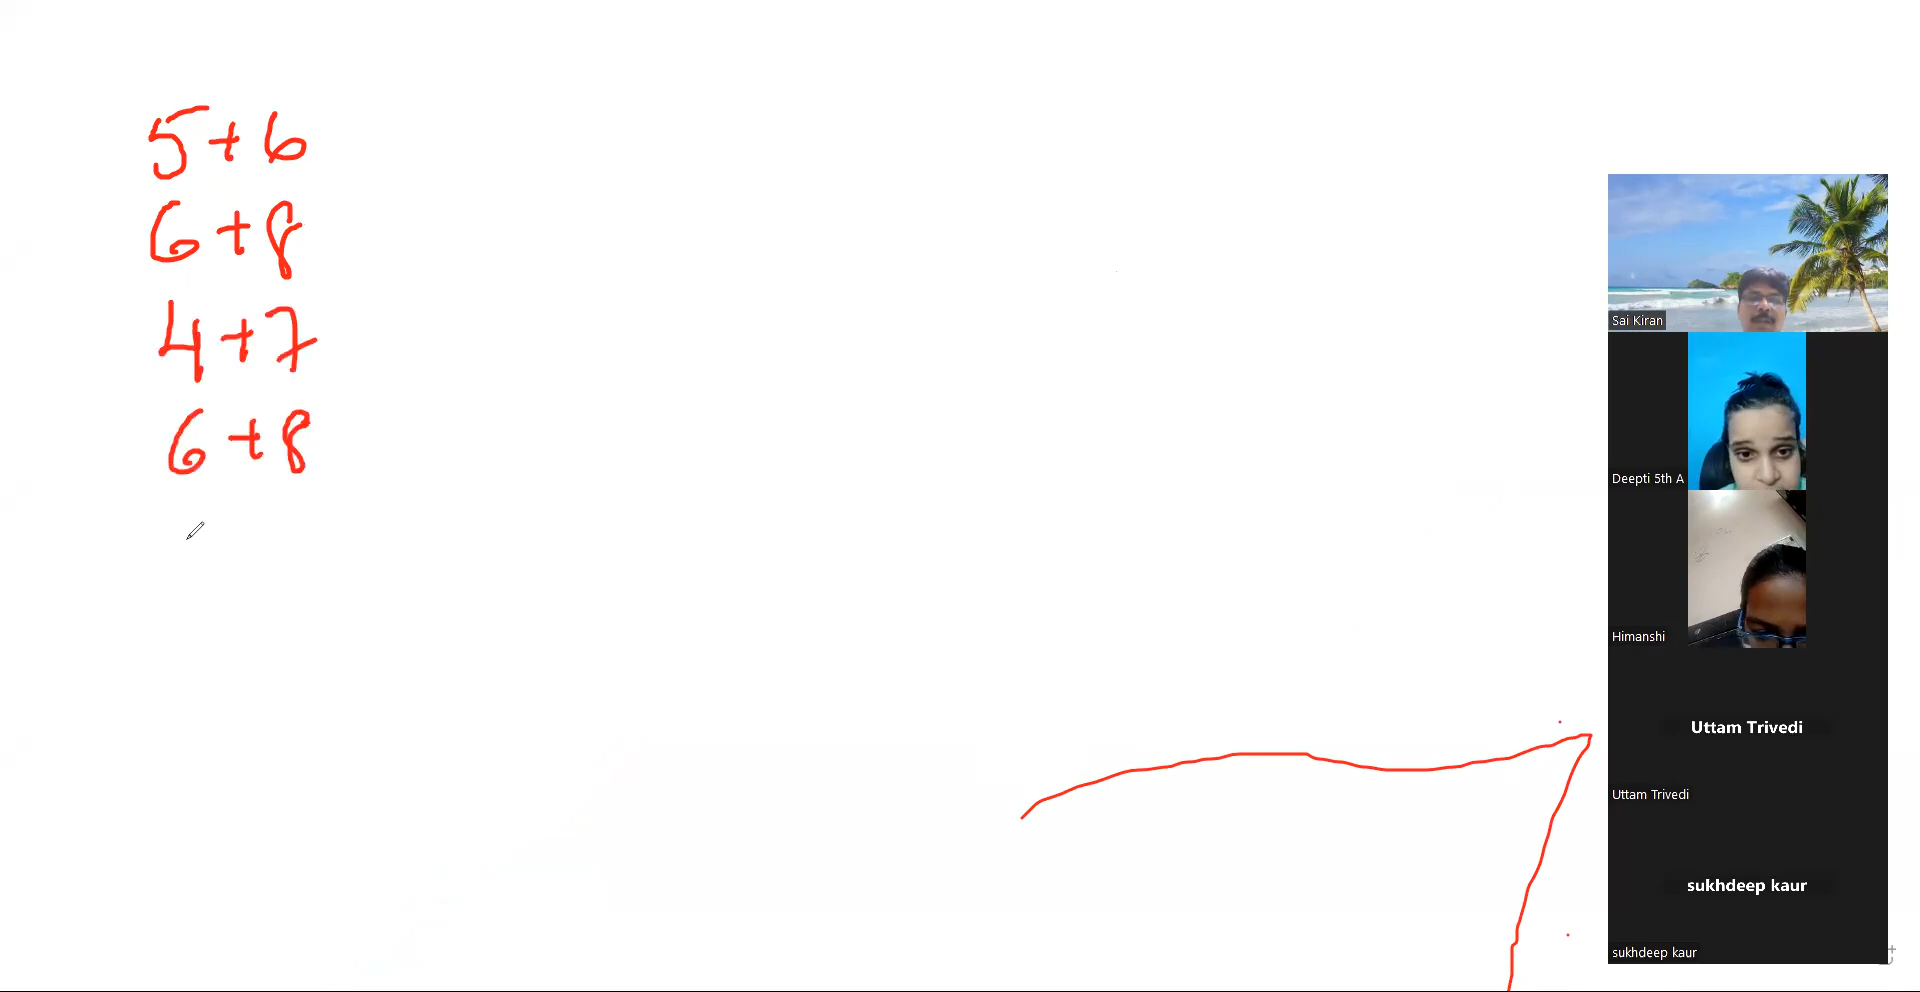 5+6
6+8
4+7
6+8
Sai Kiran
Deepti 5th A
Himanshi
Uttam Trivedi
Uttam Trivedi
sukhdeep kaur
sukhdeep kaur